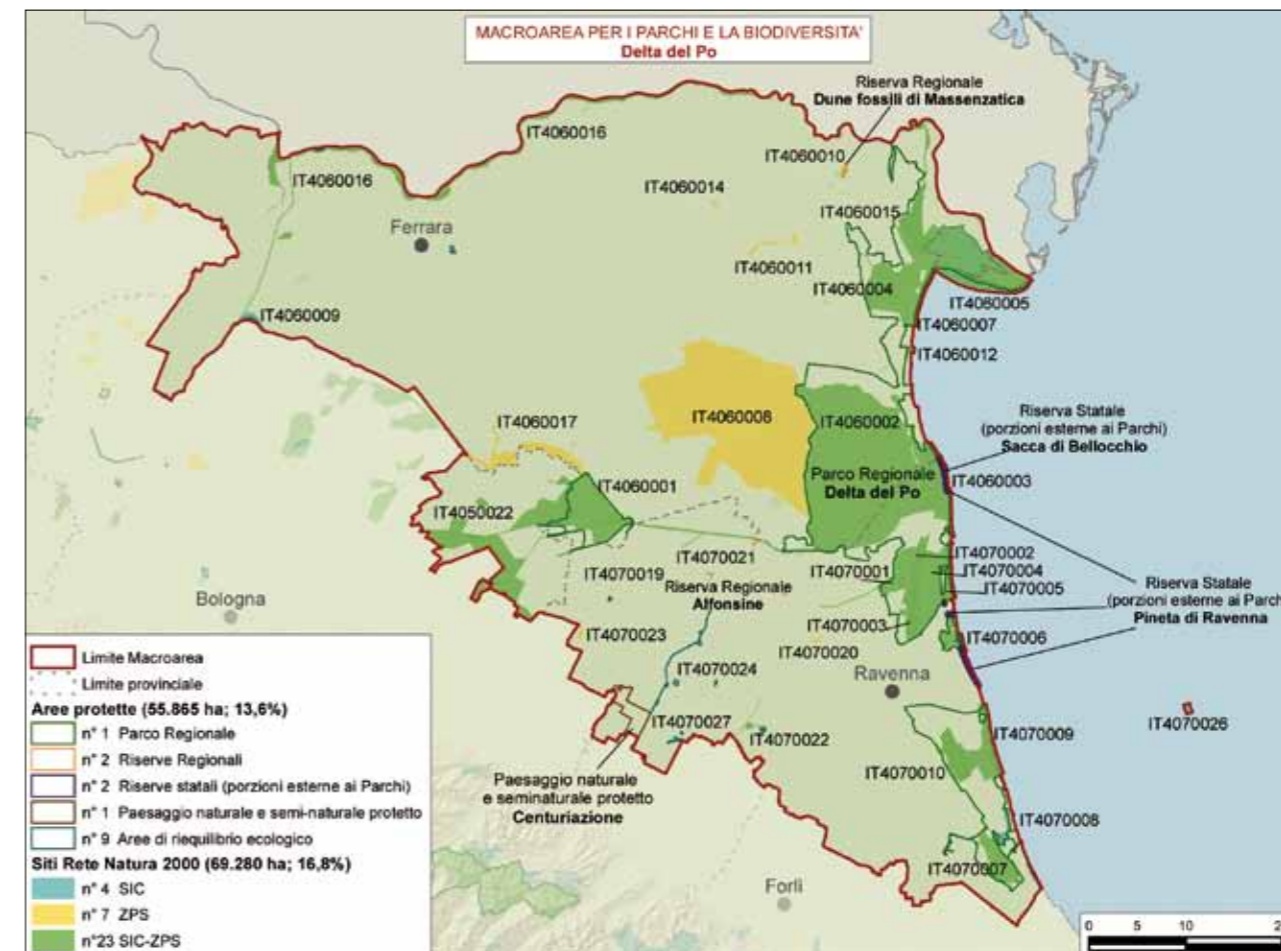 MACROAREA PER I PARCHI E LA BIODIVERSITA'
Delta del Po
Riserva Regionale
Dune fossili di Massenzatica
IT4060016
IT4060010
IT4060016
IT4060014
IT4060015
Ferrara
IT4060011
IT4060004
IT4060005
IT4060009
IT4060007
IT4060012
IT4060008
IT4060002
IT4060017
Riserva Statale
(porzioni esterne ai Parchi)
Sacca di Bellocchio
Parco Regionale
Delta del Po
IT4060003
IT4060001
IT4050022
IT4070021
IT4070002
IT4070004
IT4070005
IT4070019
IT4070001
Riserva Regionale
Alfonsine
Riserva Statale
(porzioni esterne ai Parch
Pineta di Ravenna
Bologna
IT4070003
IT4070023
IT4070020
IT4070006
IT4070024
Ravenna
IT4070026
IT4070027
IT4070022
IT4070009
IT4070010
Paesaggio naturale
e seminaturale protetto
Centuriazione
IT4070008
IT4070007
Forlì
Limite Macroarea
Limite provinciale
Aree protette (55.865 ha; 13,6%)
n° 1 Parco Regionale
n° 2 Riserve Regionali
n° 2 Riserve statali (porzioni esterne ai Parchi)
n° 1 Paesaggio naturale e semi-naturale protetto
n° 9 Aree di riequilibrio ecologico
Siti Rete Natura 2000 (69.280 ha; 16,8%)
n° 4 SIC
n° 7 ZPS
n°23 SIC-ZPS
0 5 10 2